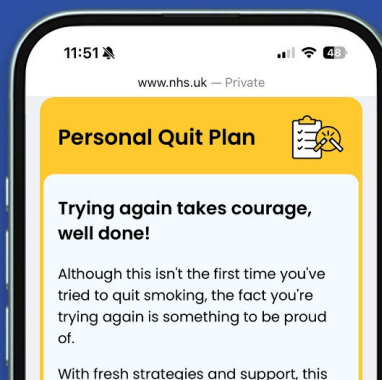 11:51
48
www.nhs.uk — Private
Personal Quit Plan
Trying again takes courage,
well done!
Although this isn't the first time you've
tried to quit smoking, the fact you're
trying again is something to be proud
of.
With fresh strategies and support, this